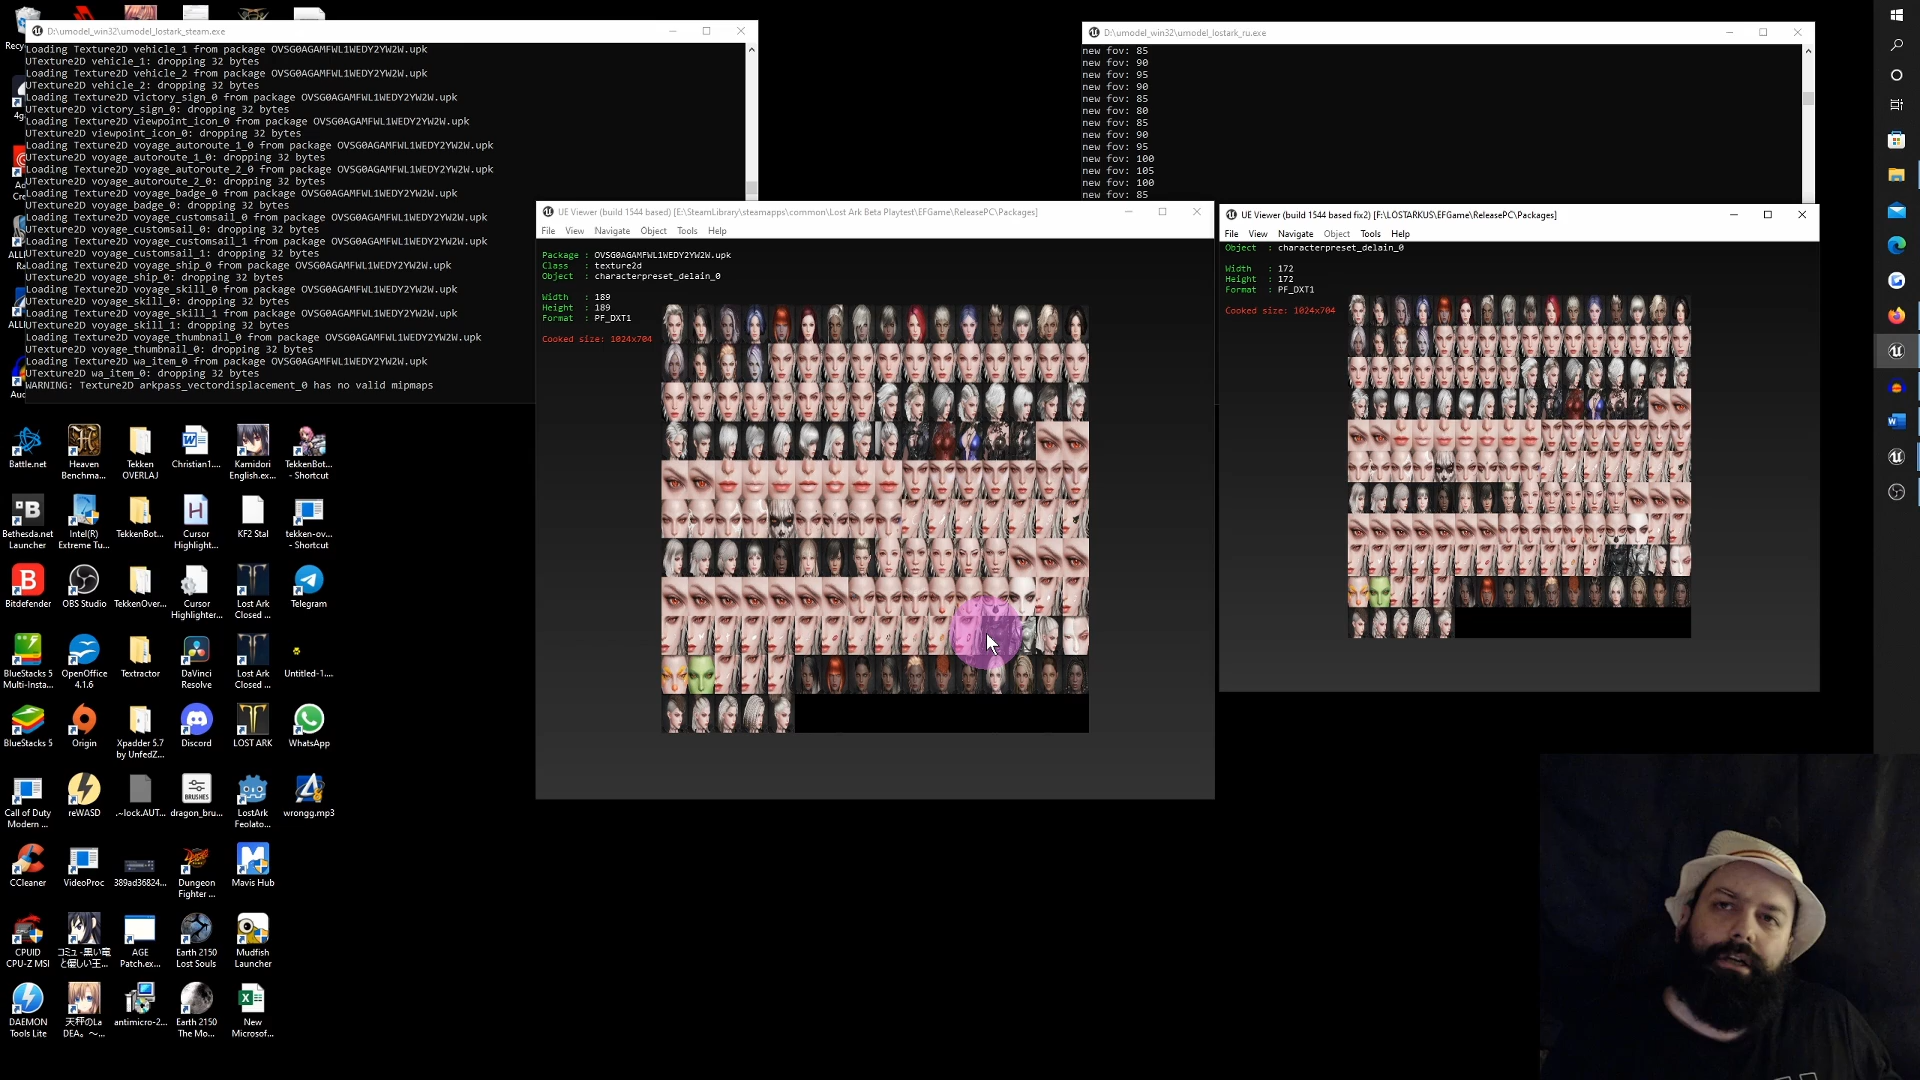 D:\umodel_win32\umodel_lostark_steam.exe
Loading Texture2D vehicle_1 from package OVSG0AGAMFWL1WEDY2YW2W.upk
UTexture2D vehicle_1: dropping 32 bytes
Loading Texture2D vehicle_2 from package OVSG0AGAMFWL1WEDY2YW2W.upk
UTexture2D vehicle_2: dropping 32 bytes
Loading Texture2D victory_sign_0 from package OVSG0AGAMFWL1WEDY2YW2W.upk
UTexture2D victory_sign_0: dropping 32 bytes
Loading Texture2D viewpoint_icon_0 from package OVSG0AGAMFWL1WEDY2YW2W.upk
UTexture2D viewpoint_icon_0: dropping 32 bytes
Loading Texture2D voyage_autoroute_1_0 from package OVSG0AGAMFWL1WEDY2YW2W.upk
UTexture2D voyage_autoroute_1_0: dropping 32 bytes
Loading Texture2D voyage_autoroute_2_0 from package OVSG0AGAMFWL1WEDY2YW2W.upk
UTexture2D voyage_autoroute_2_0: dropping 32 bytes
Loading Texture2D voyage_badge_0 from package OVSG0AGAMFWL1WEDY2YW2W.upk
UTexture2D voyage_badge_0: dropping 32 bytes
Loading Texture2D voyage_customsail_0 from package OVSG0AGAMFWL1WEDY2YW2W.upk
UTexture2D voyage_customsail_0: dropping 32 bytes
Loading Texture2D voyage_customsail_1 from package OVSG0AGAMFWL1WEDY2YW2W.upk
UTexture2D voyage_customsail_1: dropping 32 bytes
Loading Texture2D voyage_ship_0 from package OVSG0AGAMFWL1WEDY2YW2W.upk
UTexture2D voyage_ship_0: dropping 32 bytes
Loading Texture2D voyage_skill_0 from package OVSG0AGAMFWL1WEDY2YW2W.upk
UTexture2D voyage_skill_0: dropping 32 bytes
Loading Texture2D voyage_skill_1 from package OVSG0AGAMFWL1WEDY2YW2W.upk
UTexture2D voyage_skill_1: dropping 32 bytes
Loading Texture2D voyage_thumbnail_0 from package OVSG0AGAMFWL1WEDY2YW2W.upk
UTexture2D voyage_thumbnail_0: dropping 32 bytes
Loading Texture2D wa_item_0 from package OVSG0AGAMFWL1WEDY2YW2W.upk
UTexture2D wa_item_0: dropping 32 bytes
WARNING: Texture2D arkpass_vectordisplacement_0 has no valid mipmaps
D:\umodel_win32\umodel_lostark_ru.exe
new fov: 85
new fov: 90
new fov: 95
new fov: 90
new fov: 85
new fov: 80
new fov: 85
new fov: 90
new fov: 95
new fov: 100
new fov: 105
new fov: 100
new fov: 85
UE Viewer (build 1544 based) [E:\SteamLibrary\steamapps\common\Lost Ark Beta Playtest\EFGame\ReleasePC\Packages]
File View Navigate Object Tools Help
Package : OVSG0AGAMFWL1WEDY2YW2W.upk
Class : texture2d
Object : characterpreset_delain_0
Width : 189
Height : 189
Format : PF_DXT1
Cooked size: 1024x704
UE Viewer (build 1544 based fix2) [F:\LOSTARKUS\EFGame\ReleasePC\Packages]
File View Navigate Object Tools Help
Object : characterpreset_delain_0
Width : 172
Height : 172
Format : PF_DXT1
Cooked size: 1024x704
Battle.net
Heaven Benchma...
Tekken OVERLAJ
Christian1....
Kamidori English.ex...
TekkenBot... - Shortcut
Bethesda.net Launcher
Intel(R) Extreme Tu...
TekkenBot...
Cursor Highlight...
KF2 Stal
tekken-ov... - Shortcut
Bitdefender
OBS Studio
TekkenOver...
Cursor Highlighter...
Lost Ark Closed ...
Telegram
BlueStacks 5 Multi-Insta...
OpenOffice 4.1.6
Textractor
DaVinci Resolve
Lost Ark Closed ...
Untitled-1....
BlueStacks 5
Origin
Xpadder 5.7 by UnfedZ...
Discord
LOST ARK
WhatsApp
Call of Duty Modern ...
reWASD
.~lock.AUT...
dragon_bru...
LostArk Feolato...
wrongg.mp3
CCleaner
VideoProc
389ad36824...
Dungeon Fighter ...
Mavis Hub
CPUID CPU-Z MSI
コミュ -黒い竜と優しい王...
AGE Patch.ex...
Earth 2150 Lost Souls
Mudfish Launcher
DAEMON Tools Lite
天秤のLa DEA。～...
antimicro-2...
Earth 2150 The Mo...
New Microsof...